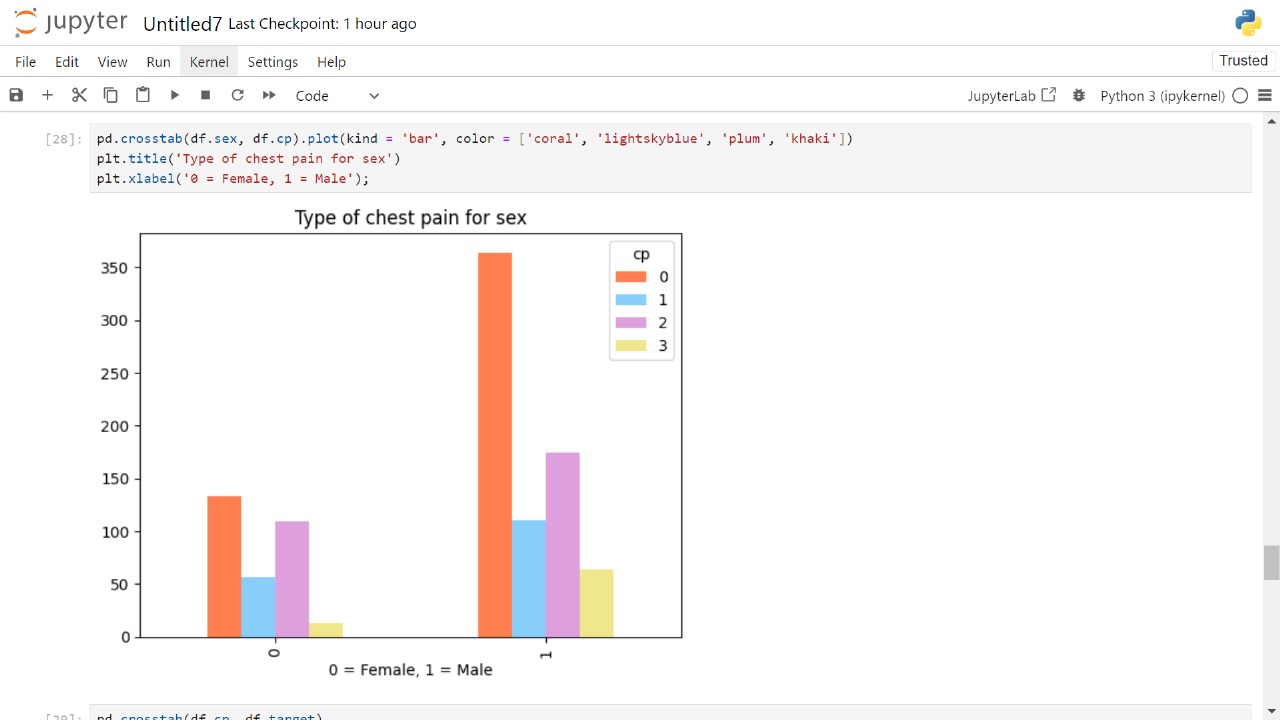 jupyter Untitled7 Last Checkpoint: 1 hour ago
File Edit View Run Kernel Settings Help Trusted
Code JupyterLab Python 3 (ipykernel)
[28]: pd.crosstab(df.sex, df.cp).plot(kind = 'bar', color = ['coral', 'lightskyblue', 'plum', 'khaki'])
plt.title('Type of chest pain for sex')
plt.xlabel('0 = Female, 1 = Male');
Type of chest pain for sex
cp
0
1
2
3
350
300
250
200
150
100
50
0
0 1
0 = Female, 1 = Male
[29]: pd.crosstab(df.cp, df.target)